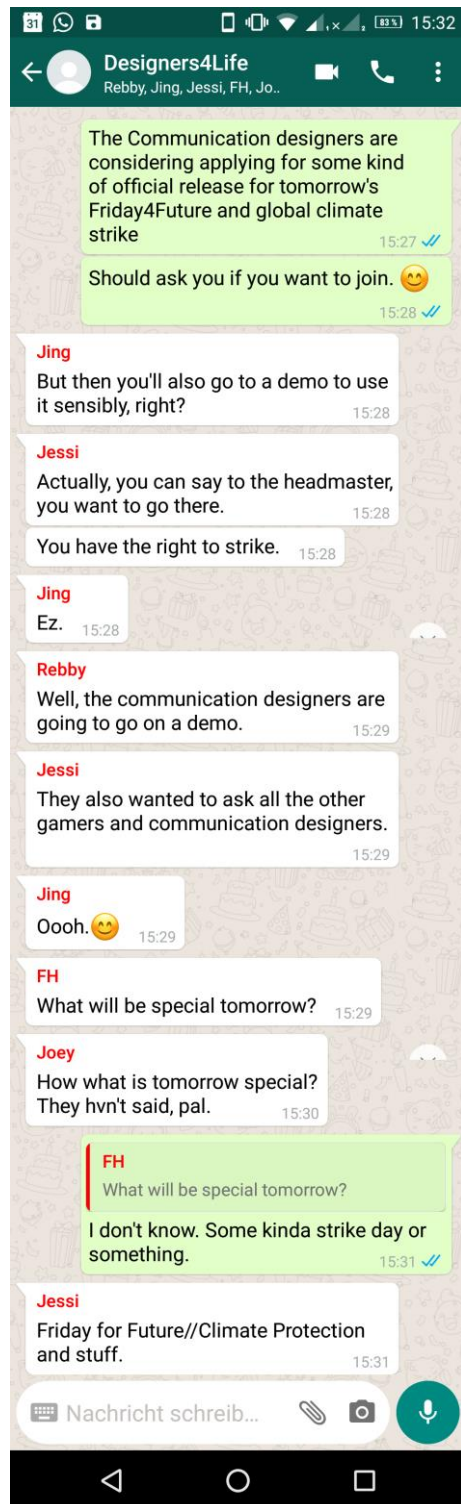 31 83% 15:32
Designers4Life
Rebby, Jing, Jessi, FH, Jo..
The Communication designers are
considering applying for some kind
of official release for tomorrow's
Friday4Future and global climate
strike
15:27
Should ask you if you want to join. 😊
15:28
Jing
But then you'll also go to a demo to use
it sensibly, right?
15:28
Jessi
Actually, you can say to the headmaster,
you want to go there.
15:28
You have the right to strike. 15:28
Jing
Ez. 15:28
Rebby
Well, the communication designers are
going to go on a demo.
15:29
Jessi
They also wanted to ask all the other
gamers and communication designers.
15:29
Jing
Oooh.😊 15:29
FH
What will be special tomorrow? 15:29
Joey
How what is tomorrow special?
They hvn't said, pal. 15:30
FH
What will be special tomorrow?
I don't know. Some kinda strike day or
something.
15:31
Jessi
Friday for Future//Climate Protection
and stuff.
15:31
Nachricht schreib...